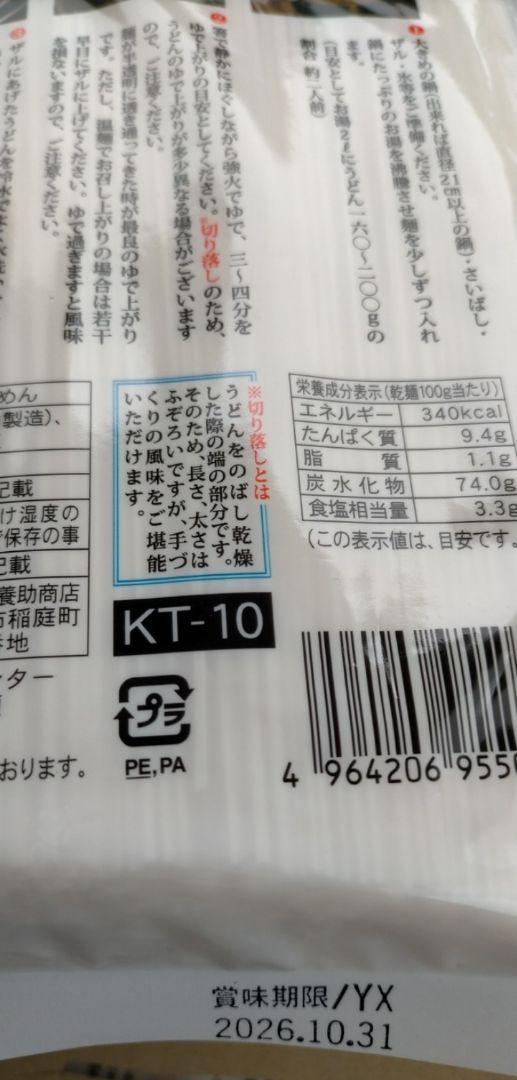 ❶大きめの鍋(出来れば直径21cm以上の鍋)・さいばし・
ザル・氷等をご準備ください。
鍋にたっぷりのお湯を沸騰させ麺を少しずつ入れ
ます。
(目安としてお湯2ℓにうどん一六〇〜二〇〇gの
割合 約二人前)
❷箸で静かにほぐしながら強火でゆで、三〜四分を
ゆで上がりの目安としてください。※切り落しのため、
うどんのゆで上がりが多少異なる場合がございます
ので、ご注意ください。
麺が半透明に透き通ってきた時が最良のゆで上がり
です。ただし、温麺でお召し上がりの場合は若干
早目にザルに上げてください。ゆで過ぎますと風味
を損ないますので、ご注意ください。
❸ザルにあげたうどんを冷水で
栄養成分表示(乾麺100g当たり)
エネルギー 340kcal
たんぱく質 9.4g
脂質 1.1g
炭水化物 74.0g
食塩相当量 3.3g
(この表示値は、目安です。
※切り落しとは
うどんをのばし乾燥
した際の端の部分です。
そのため、長さ、太さは
ふぞろいですが、手づ
くりの風味をご堪能
いただけます。
めん
製造)、
記載
け湿度の
保存の事
記載
養助商店
市稲庭町
番地
ター
おります。
KT-10
プラ
PE,PA
4 964206 955
賞味期限/YX
2026.10.31